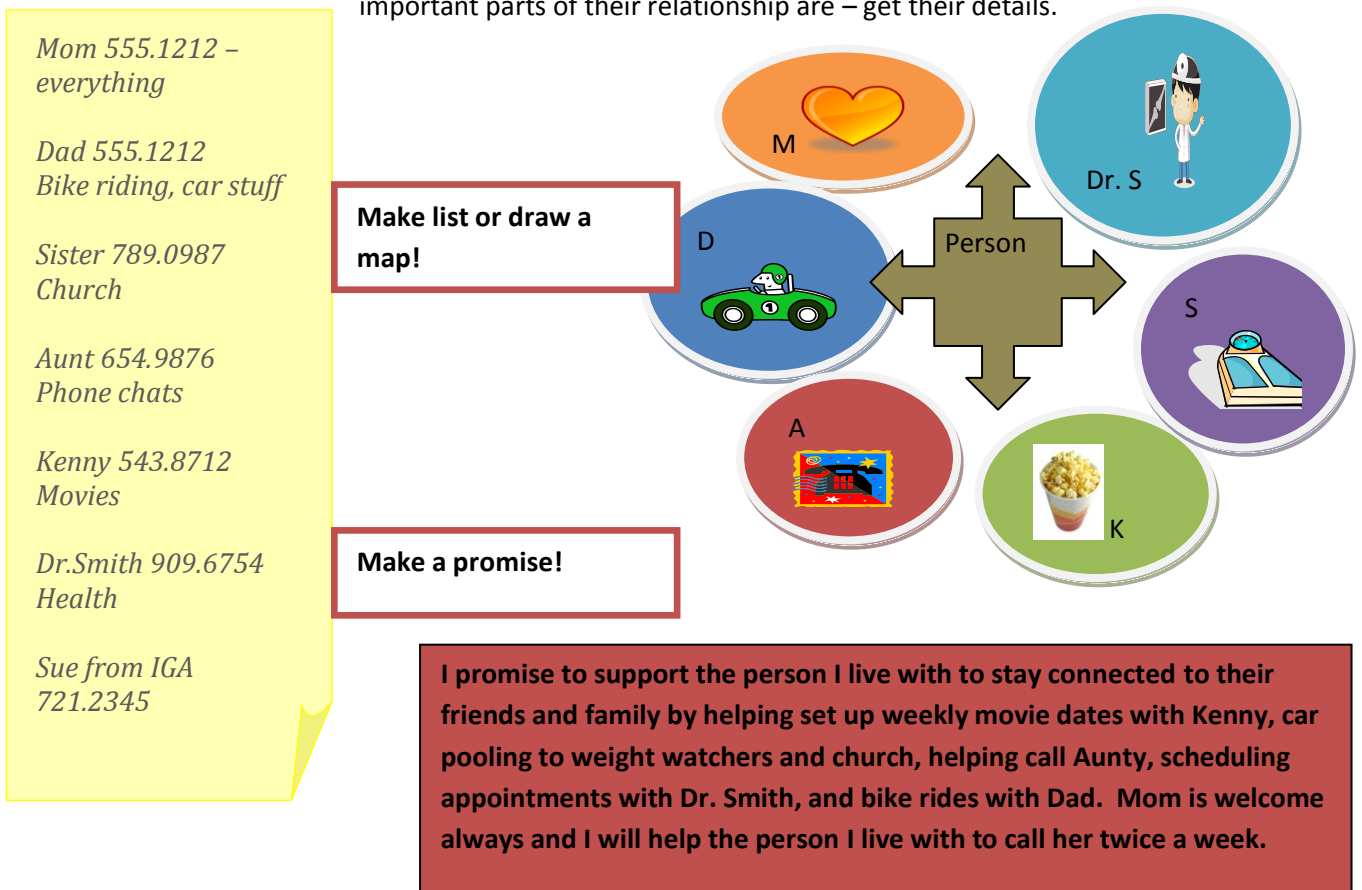 important parts of their relationship are – get their details.
Mom 555.1212 –
everything
Dad 555.1212
Bike riding, car stuff
Sister 789.0987
Church
Aunt 654.9876
Phone chats
Kenny 543.8712
Movies
Dr.Smith 909.6754
Health
Sue from IGA
721.2345
Make list or draw a
map!
M
Dr. S
D
Person
S
A
1
K
Make a promise!
I promise to support the person I live with to stay connected to their
friends and family by helping set up weekly movie dates with Kenny, car
pooling to weight watchers and church, helping call Aunty, scheduling
appointments with Dr. Smith, and bike rides with Dad.  Mom is welcome
always and I will help the person I live with to call her twice a week.